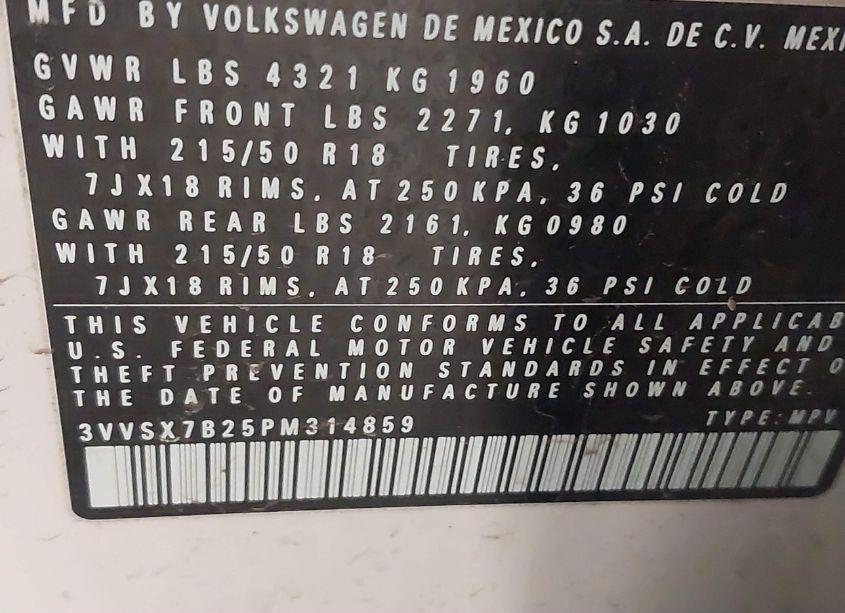 MFD BY VOLKSWAGEN DE MEXICO S.A. DE C.V. MEXI
GVWR LBS 4321 KG 1960
GAWR FRONT LBS 2271, KG 1030
WITH 215/50 R18 TIRES,
7JX18 RIMS, AT 250 KPA, 36 PSI COLD
GAWR REAR LBS 2161, KG 0980
WITH 215/50 R18 TIRES,
7JX18 RIMS, AT 250 KPA, 36 PSI COLD
THIS VEHICLE CONFORMS TO ALL APPLICAB
U.S. FEDERAL MOTOR VEHICLE SAFETY AND
THEFT PREVENTION STANDARDS IN EFFECT O
THE DATE OF MANUFACTURE SHOWN ABOVE.
3VVSX7B25PM314859 TYPE: MPV